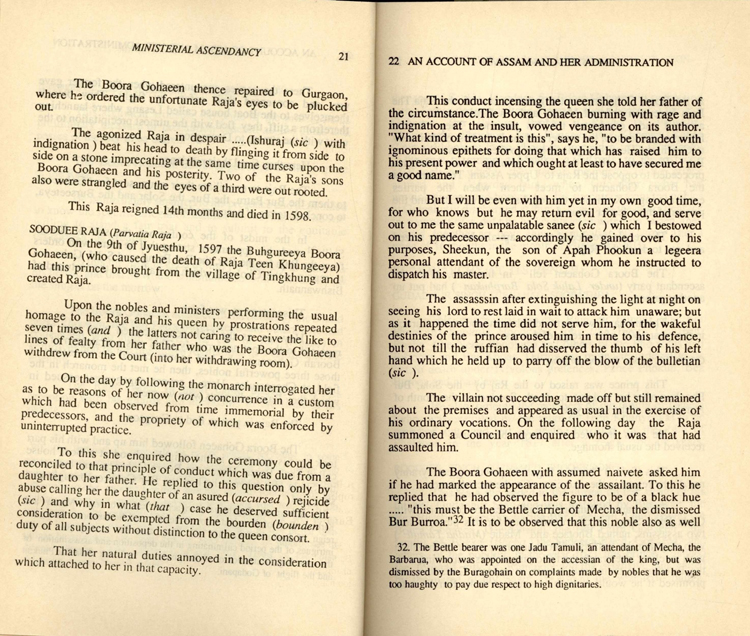 MINISTERIAL ASCENDANCY 21
The Boora Gohaeen thence repaired to Gurgaon,
where he ordered the unfortunate Raja's eyes to be plucked
out.
The agonized Raja in despair .....(Ishuraj (sic ) with
indignation ) beat his head to death by flinging it from side to
side on a stone imprecating at the same time curses upon the
Boora Gohaeen and his posterity. Two of the Raja's sons
also were strangled and the eyes of a third were out rooted.
This Raja reigned 14th months and died in 1598.
SOODUEE RAJA (Parvatia Raja )
On the 9th of Jyuesthu, 1597 the Buhgureeya Boora
Gohaeen, (who caused the death of Raja Teen Khungeeya)
had this prince brought from the village of Tingkhung and
created Raja.
Upon the nobles and ministers performing the usual
homage to the Raja and his queen by prostrations repeated
seven times (and ) the latters not caring to receive the like to
lines of fealty from her father who was the Boora Gohaeen
withdrew from the Court (into her withdrawing room).
On the day by following the monarch interrogated her
as to be reasons of her now (not ) concurrence in a custom
which had been observed from time immemorial by their
predecessors, and the propriety of which was enforced by
uninterrupted practice.
To this she enquired how the ceremony could be
reconciled to that principle of conduct which was due from a
daughter to her father. He replied to this question only by
abuse calling her the daughter of an asured (accursed ) rejicide
(sic ) and why in what (that ) case he deserved sufficient
consideration to be exempted from the bourden (bounden )
duty of all subjects without distinction to the queen consort.
That her natural duties annoyed in the consideration
which attached to her in that capacity.
22 AN ACCOUNT OF ASSAM AND HER ADMINISTRATION
This conduct incensing the queen she told her father of
the circumstance.The Boora Gohaeen burning with rage and
indignation at the insult, vowed vengeance on its author.
"What kind of treatment is this", says he, "to be branded with
ignominous epithets for doing that which has raised him to
his present power and which ought at least to have secured me
a good name."
But I will be even with him yet in my own good time,
for who knows but he may return evil for good, and serve
out to me the same unpalatable sanee (sic ) which I bestowed
on his predecessor --- accordingly he gained over to his
purposes, Sheekun, the son of Apah Phookun a legeera
personal attendant of the sovereign whom he instructed to
dispatch his master.
The assasssin after extinguishing the light at night on
seeing his lord to rest laid in wait to attack him unaware; but
as it happened the time did not serve him, for the wakeful
destinies of the prince aroused him in time to his defence,
but not till the ruffian had disserved the thumb of his left
hand which he held up to parry off the blow of the bulletian
(sic ).
The villain not succeeding made off but still remained
about the premises and appeared as usual in the exercise of
his ordinary vocations. On the following day the Raja
summoned a Council and enquired who it was that had
assaulted him.
The Boora Gohaeen with assumed naivete asked him
if he had marked the appearance of the assailant. To this he
replied that he had observed the figure to be of a black hue
..... "this must be the Bettle carrier of Mecha, the dismissed
Bur Burroa."32 It is to be observed that this noble also as well
32. The Bettle bearer was one Jadu Tamuli, an attendant of Mecha, the
Barbarua, who was appointed on the accession of the king, but was
dismissed by the Buragohain on complaints made by nobles that he was
too haughty to pay due respect to high dignitaries.